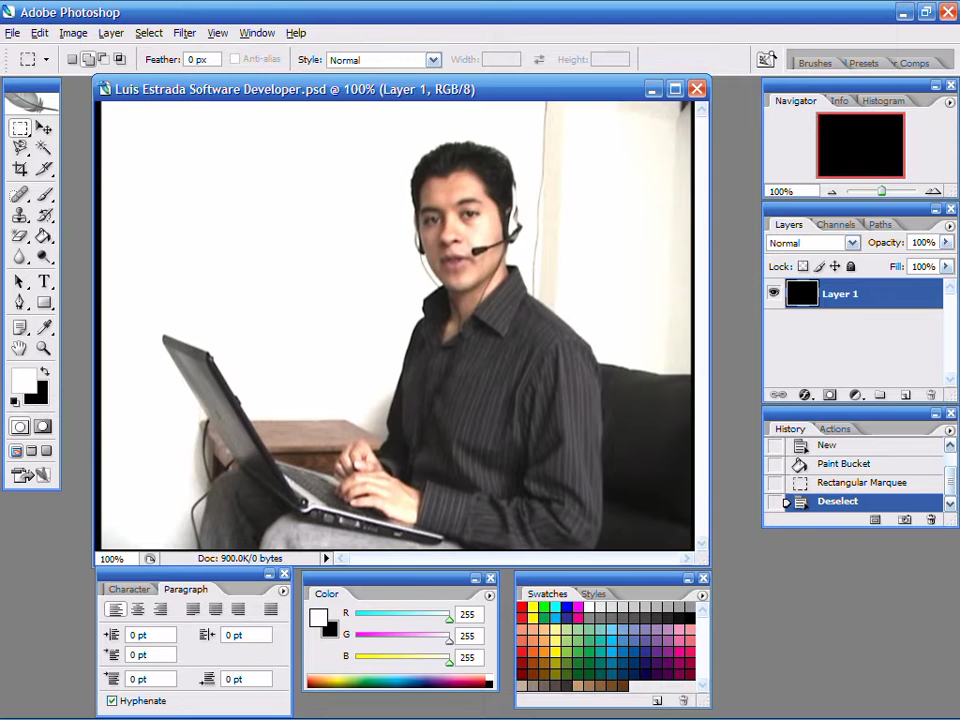 Adobe Photoshop
File Edit Image Layer Select Filter View Window Help
Feather: 0 px Anti-alias Style: Normal Width: Height:
Brushes Presets r Comps
Luis Estrada Software Developer.psd @ 100% (Layer 1, RGB/8)
Navigator Info Histogram
100%
Layers Channels Paths
Normal Opacity: 100%
Lock: Fill: 100%
Layer 1
History Actions
New
Paint Bucket
Rectangular Marquee
Deselect
100% Doc: 900.0K/0 bytes
Character Paragraph
0 pt 0 pt
0 pt
0 pt 0 pt
Hyphenate
Color
R 255
G 255
B 255
Swatches Styles